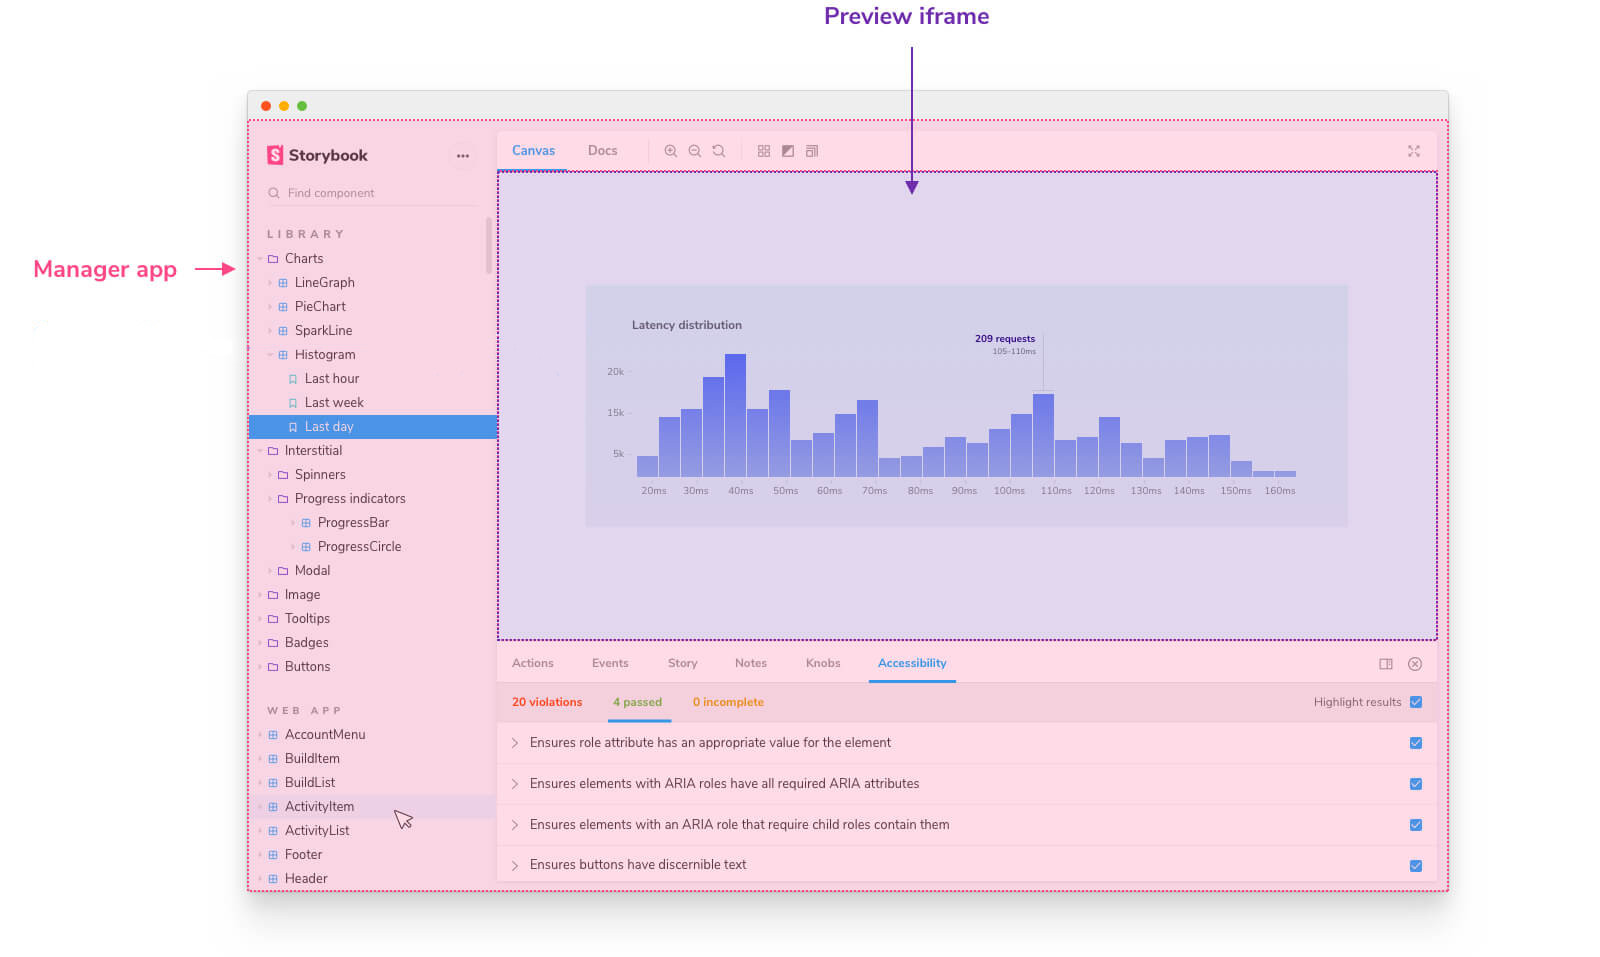 Preview iframe
Manager app
Storybook
Find component
LIBRARY
Charts
LineGraph
PieChart
SparkLine
Histogram
Last hour
Last week
Last day
Interstitial
Spinners
Progress indicators
ProgressBar
ProgressCircle
Modal
Image
Tooltips
Badges
Buttons
WEB APP
AccountMenu
BuildItem
BuildList
ActivityItem
ActivityList
Footer
Header
Canvas Docs
Latency distribution
209 requests
105-110ms
20k
15k
5k
20ms 30ms 40ms 50ms 60ms 70ms 80ms 90ms 100ms 110ms 120ms 130ms 140ms 150ms 160ms
Actions Events Story Notes Knobs Accessibility
20 violations 4 passed 0 incomplete Highlight results
Ensures role attribute has an appropriate value for the element
Ensures elements with ARIA roles have all required ARIA attributes
Ensures elements with an ARIA role that require child roles contain them
Ensures buttons have discernible text